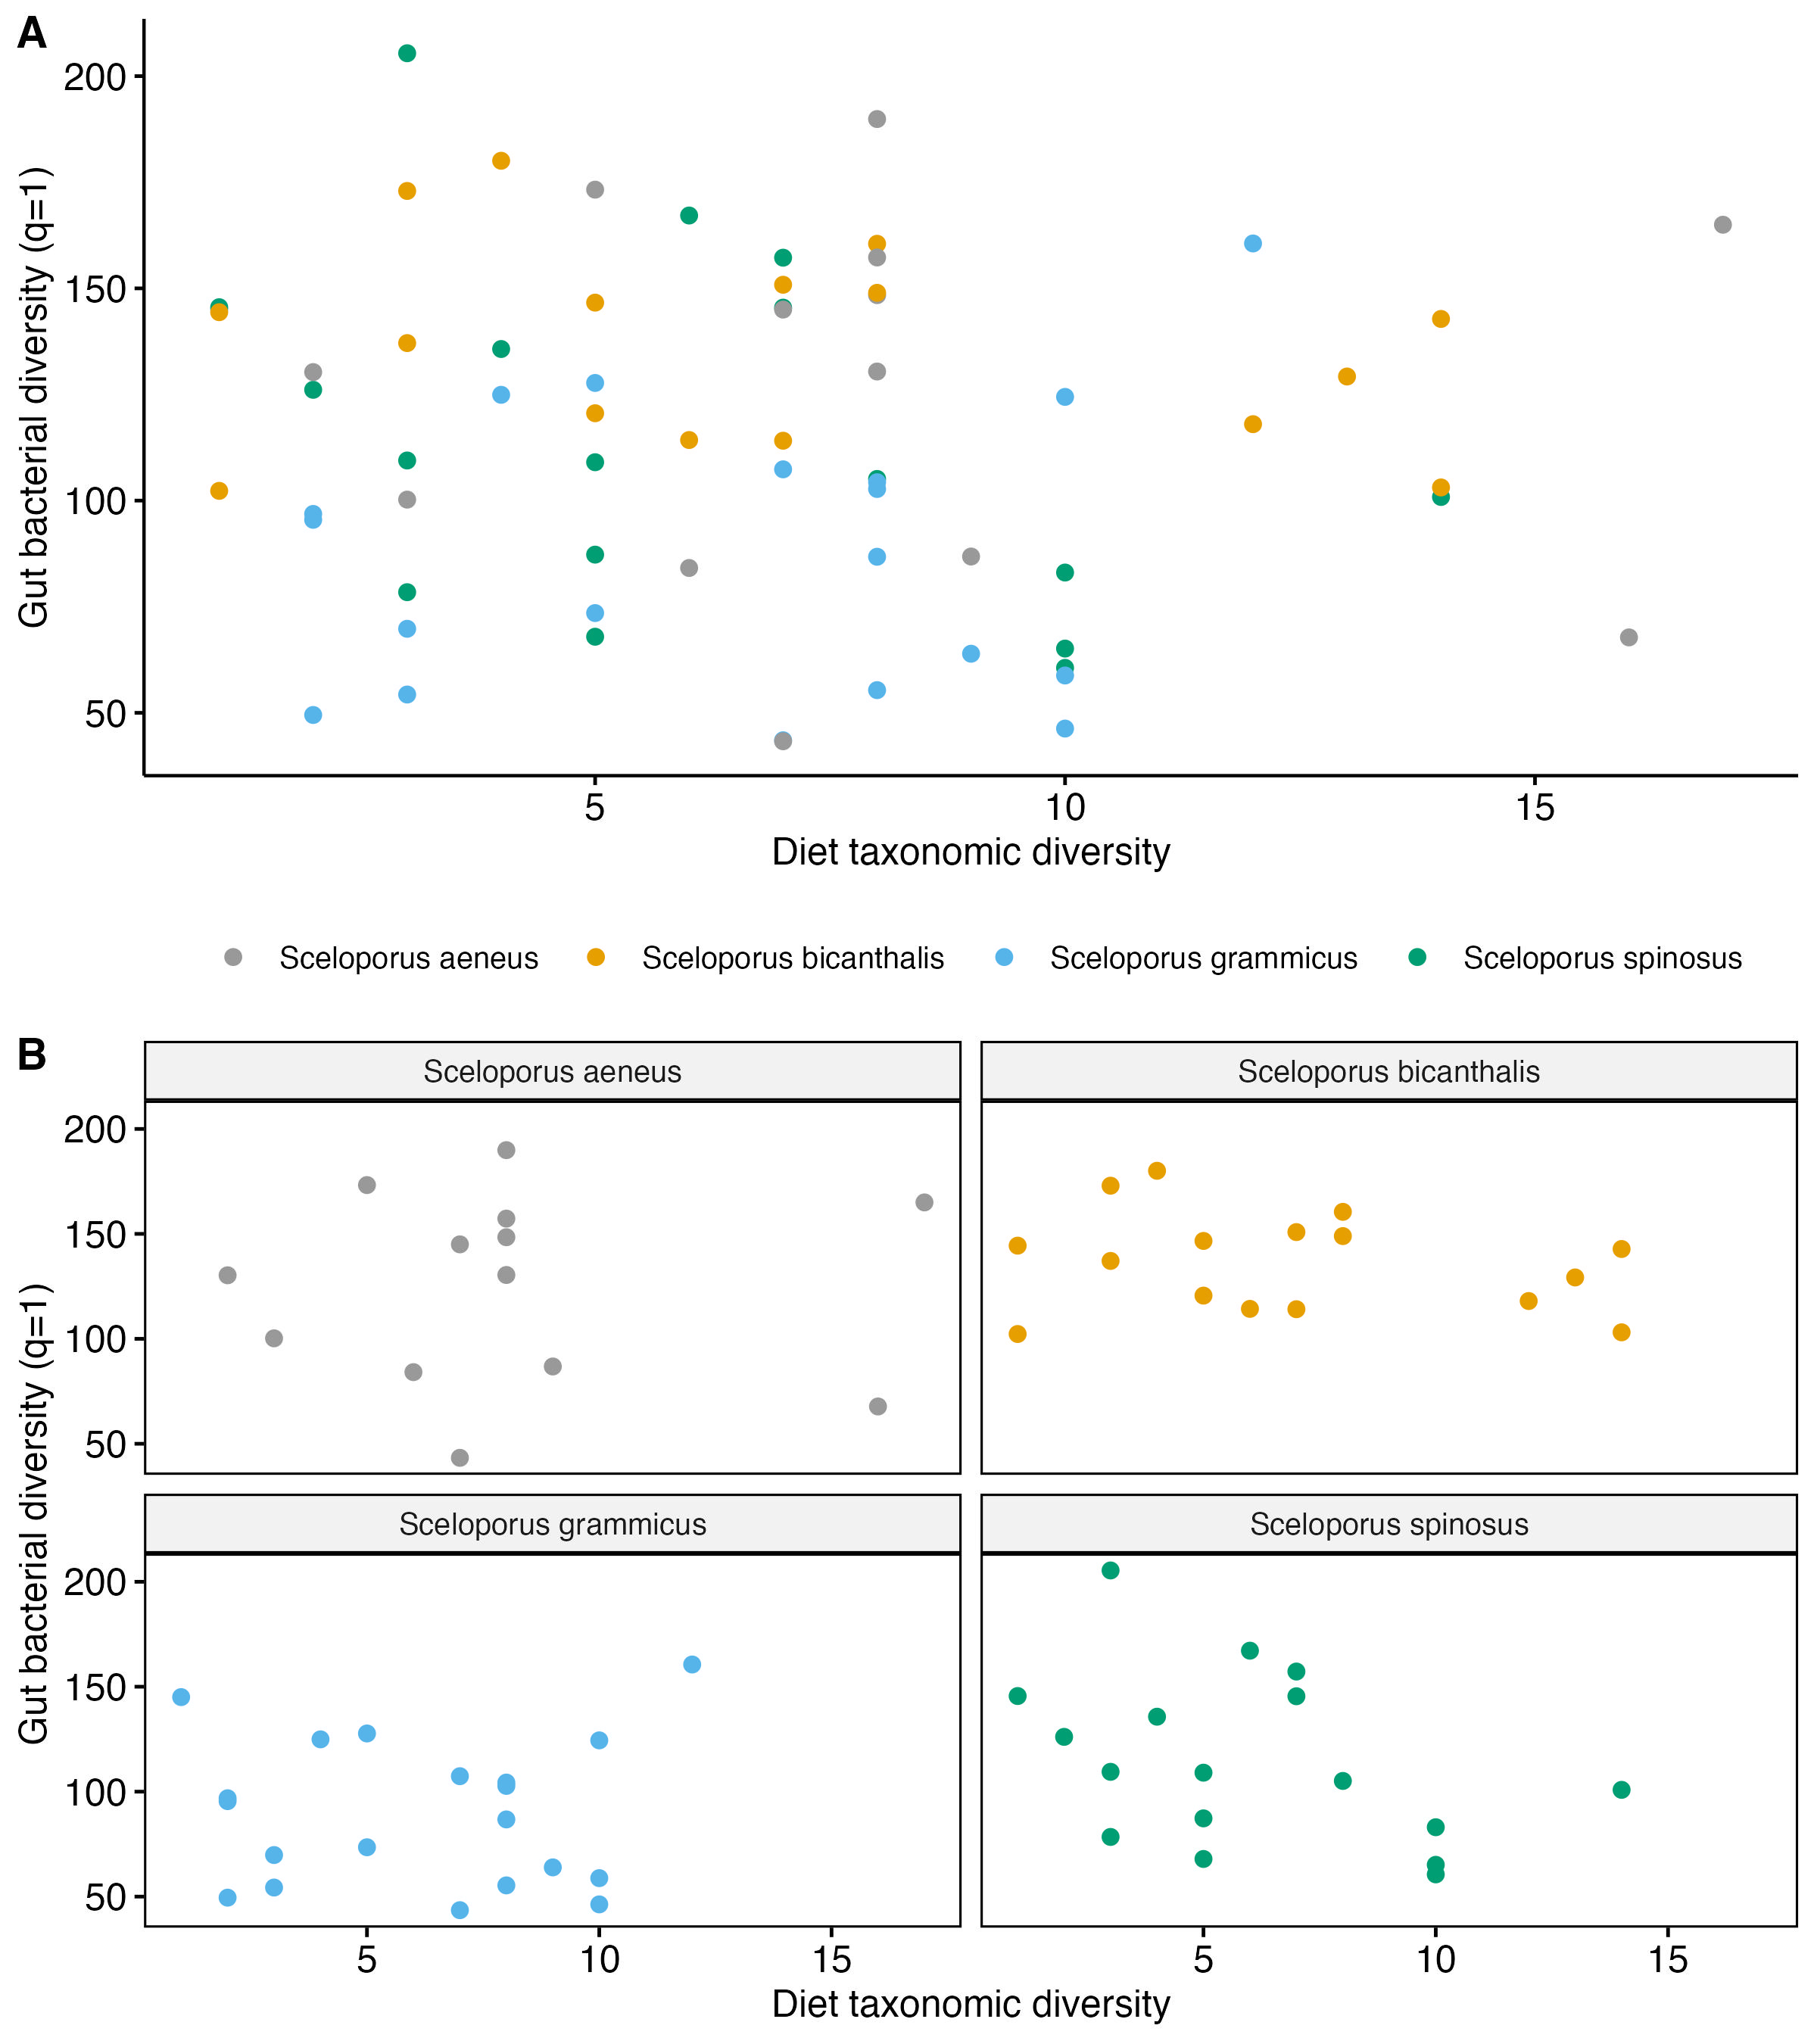 A
200
150
100
50
Gut bacterial diversity (q=1)
5 10 15
Diet taxonomic diversity
Sceloporus aeneus Sceloporus bicanthalis Sceloporus grammicus Sceloporus spinosus
B
Sceloporus aeneus Sceloporus bicanthalis
200
150
100
50
Gut bacterial diversity (q=1)
Sceloporus grammicus Sceloporus spinosus
200
150
100
50
5 10 15 5 10 15
Diet taxonomic diversity